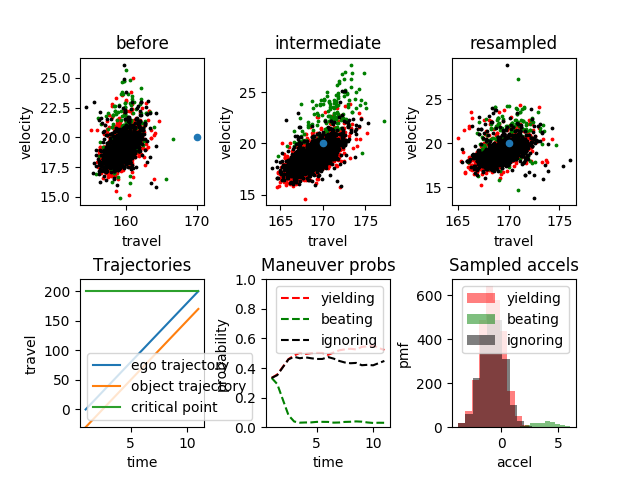 before
intermediate
resampled
25.0
22.5
20.0
17.5
15.0
velocity
160
170
travel
25
20
15
velocity
165
170
175
travel
25
20
15
velocity
165
170
175
travel
Trajectories
Maneuver probs
Sampled accels
200
150
100
50
0
travel
ego trajectory
object trajectory
critical point
5
10
time
1.0
0.8
0.6
0.4
0.2
0.0
probability
yielding
beating
ignoring
5
10
time
600
400
200
0
pmf
yielding
beating
ignoring
0
5
accel